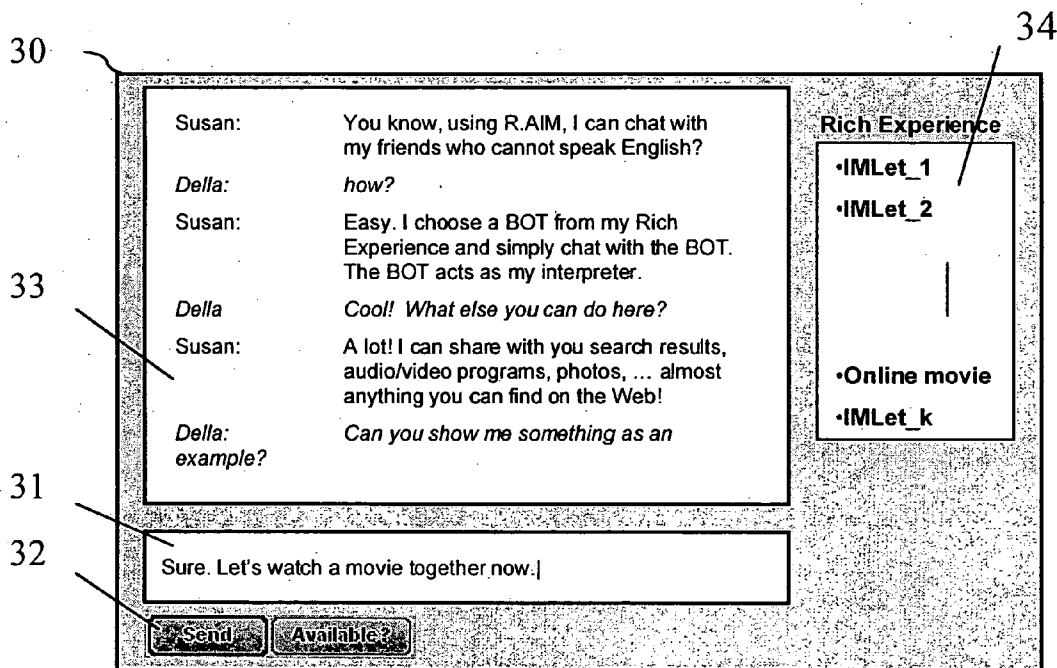 34
30
Susan: You know, using R.AIM, I can chat with
my friends who cannot speak English?
Della: how?
Susan: Easy. I choose a BOT from my Rich
Experience and simply chat with the BOT.
The BOT acts as my interpreter.
33
Della Cool! What else you can do here?
Susan: A lot! I can share with you search results,
audio/video programs, photos, ... almost
anything you can find on the Web!
Della: Can you show me something as an
example?
Rich Experience
•IMLet_1
•IMLet_2
•Online movie
•IMLet_k
31
Sure. Let's watch a movie together now.|
32
Send Available?